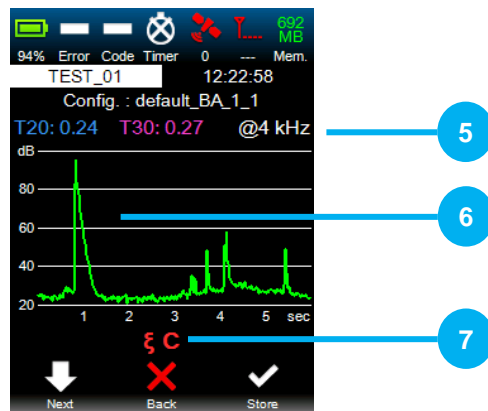 692
MB
94% Error Code Timer 0 --- Mem.
TEST_01 12:22:58
Config. : default_BA_1_1
T20: 0.24 T30: 0.27 @4 kHz
5
dB
80
60
6
40
20
1 2 3 4 5 sec
ξ C
7
Next Back Store